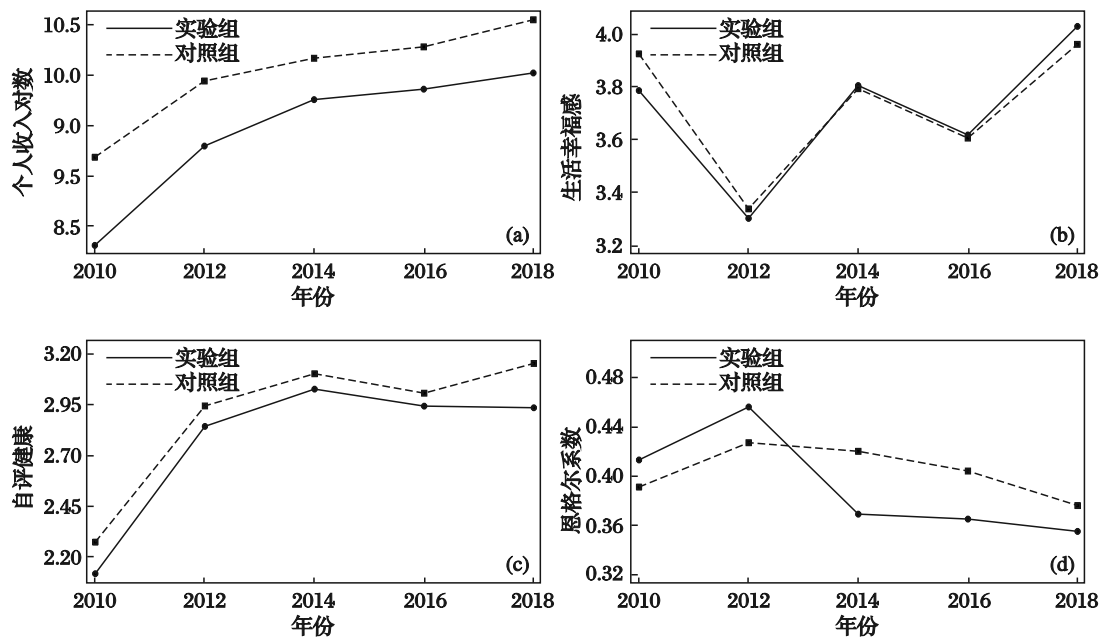 个人收入对数
10.5
10.0
9.0
9.5
8.5
实验组
对照组
(a)
2010 2012 2014 2016 2018
年份
生活幸福感
4.0
3.8
3.6
3.4
3.2
实验组
对照组
(b)
2010 2012 2014 2016 2018
年份
自评健康
3.20
2.95
2.70
2.45
2.20
实验组
对照组
(c)
2010 2012 2014 2016 2018
年份
恩格尔系数
0.48
0.44
0.40
0.36
0.32
实验组
对照组
(d)
2010 2012 2014 2016 2018
年份